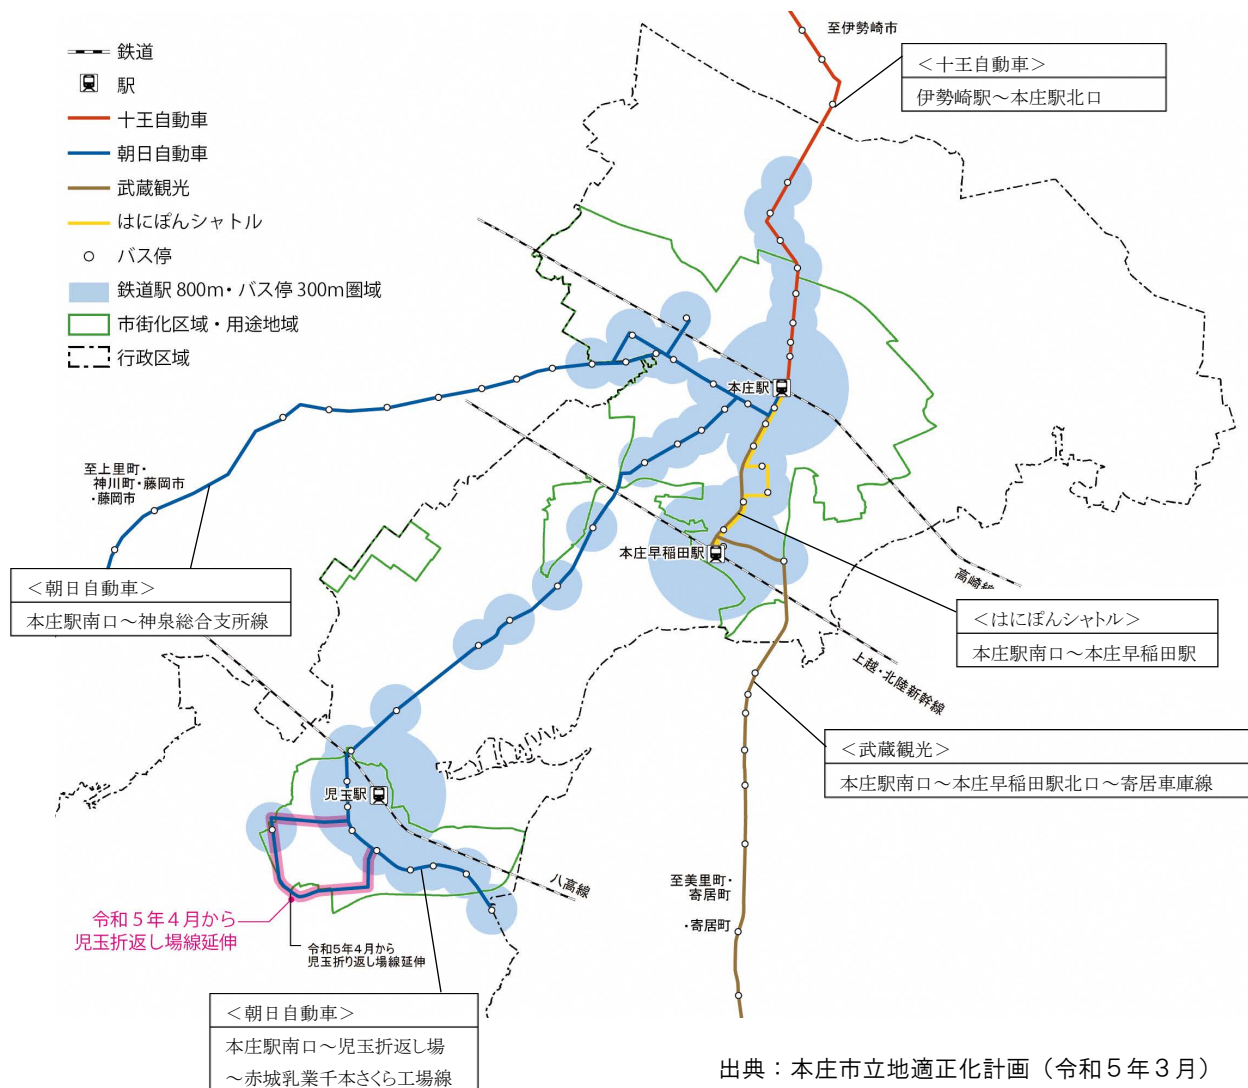 鉄道
駅
十王自動車
朝日自動車
武蔵観光
はにぽんシャトル
バス停
鉄道駅800m・バス停300m圏域
市街化区域・用途地域
行政区域
至伊勢崎市
＜十王自動車＞
伊勢崎駅～本庄駅北口
本庄駅
至上里町・
神川町・藤岡市
・藤岡市
本庄早稲田駅
高崎線
＜朝日自動車＞
本庄駅南口～神泉総合支所線
＜はにぽんシャトル＞
本庄駅南口～本庄早稲田駅
上越・北陸新幹線
＜武蔵観光＞
本庄駅南口～本庄早稲田駅北口～寄居車庫線
児玉駅
八高線
至美里町・
寄居町
・寄居町
令和５年４月から
児玉折返し場線延伸
令和5年4月から
児玉折り返し場線延伸
＜朝日自動車＞
本庄駅南口～児玉折返し場
～赤城乳業千本さくら工場線
出典：本庄市立地適正化計画（令和５年３月）